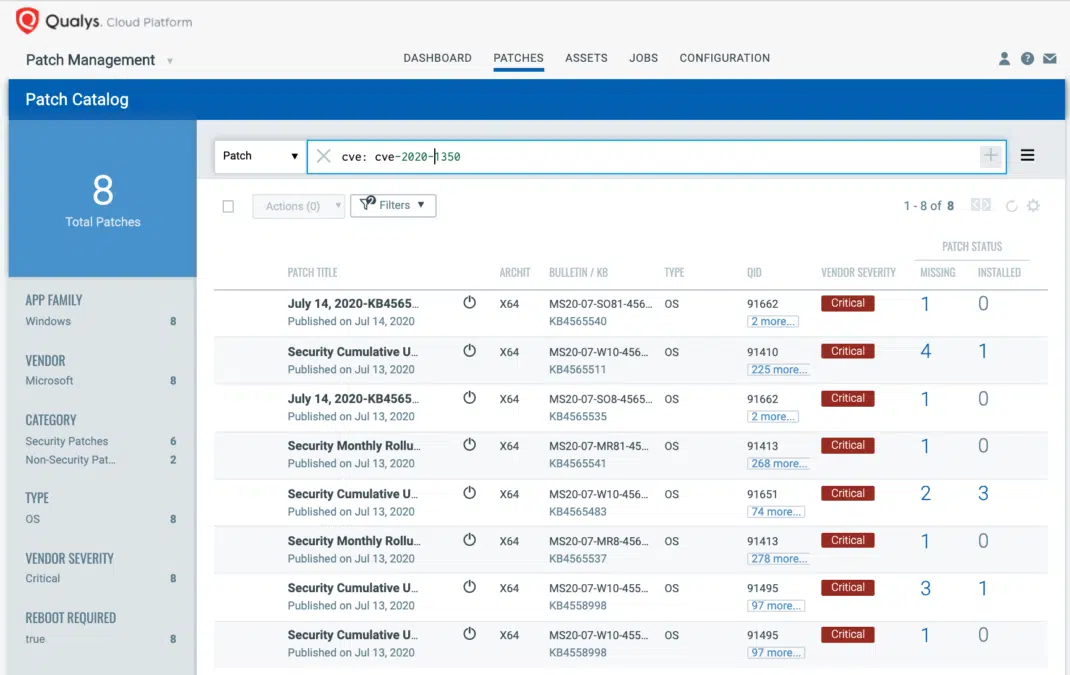 Qualys. Cloud Platform
Patch Management
DASHBOARD PATCHES ASSETS JOBS CONFIGURATION
Patch Catalog
8
Total Patches
Patch cve: cve-2020-1350
Actions (0) 2 Filters 1 - 8 of 8
PATCH STATUS
PATCH TITLE ARCHIT BULLETIN / KB TYPE QID VENDOR SEVERITY MISSING INSTALLED
July 14, 2020-KB4565... X64 MS20-07-SO81-456... OS 91662 Critical 1 0
Published on Jul 14, 2020 KB4565540 2 more...
Security Cumulative U... X64 MS20-07-W10-456... OS 91410 Critical 4 1
Published on Jul 13, 2020 KB4565511 225 more...
July 14, 2020-KB4565... X64 MS20-07-SO8-4565... OS 91662 Critical 1 0
Published on Jul 13, 2020 KB4565535 2 more...
Security Monthly Rollu... X64 MS20-07-MR81-45... OS 91413 Critical 1 0
Published on Jul 13, 2020 KB4565541 268 more...
Security Cumulative U... X64 MS20-07-W10-456... OS 91651 Critical 2 3
Published on Jul 13, 2020 KB4565483 74 more...
Security Monthly Rollu... X64 MS20-07-MR8-456... OS 91413 Critical 1 0
Published on Jul 13, 2020 KB4565537 278 more...
Security Cumulative U... X64 MS20-07-W10-455... OS 91495 Critical 3 1
Published on Jul 13, 2020 KB4558998 97 more...
Security Cumulative U... X64 MS20-07-W10-455... OS 91495 Critical 1 0
Published on Jul 13, 2020 KB4558998 97 more...
APP FAMILY
Windows 8
VENDOR
Microsoft 8
CATEGORY
Security Patches 6
Non-Security Pat... 2
TYPE
OS 8
VENDOR SEVERITY
Critical 8
REBOOT REQUIRED
true 8